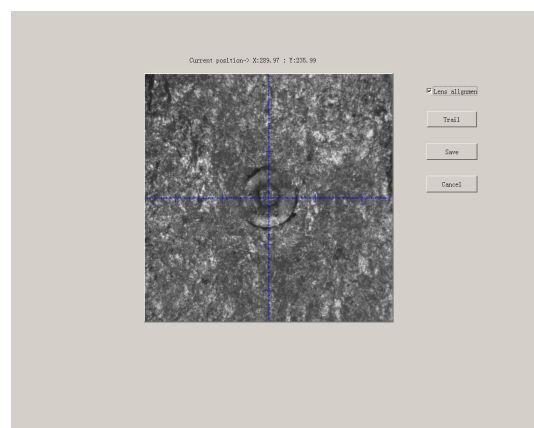 Current position-> X:289.97 : Y:235.99
Lens alignmen
Trail
Save
Cancel